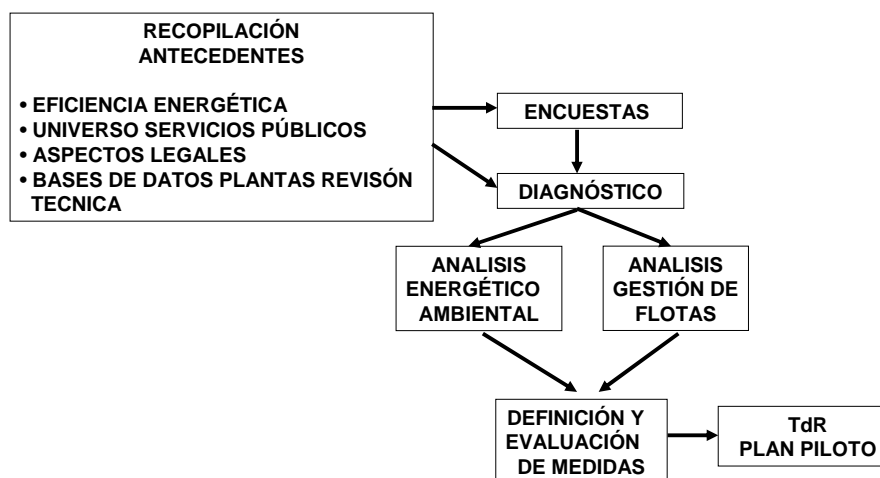 RECOPILACIÓN
ANTECEDENTES
• EFICIENCIA ENERGÉTICA
• UNIVERSO SERVICIOS PÚBLICOS
• ASPECTOS LEGALES
• BASES DE DATOS PLANTAS REVISÓN
TECNICA
ENCUESTAS
DIAGNÓSTICO
ANALISIS
ENERGÉTICO
AMBIENTAL
ANALISIS
GESTIÓN DE
FLOTAS
DEFINICIÓN Y
EVALUACIÓN
DE MEDIDAS
TdR
PLAN PILOTO